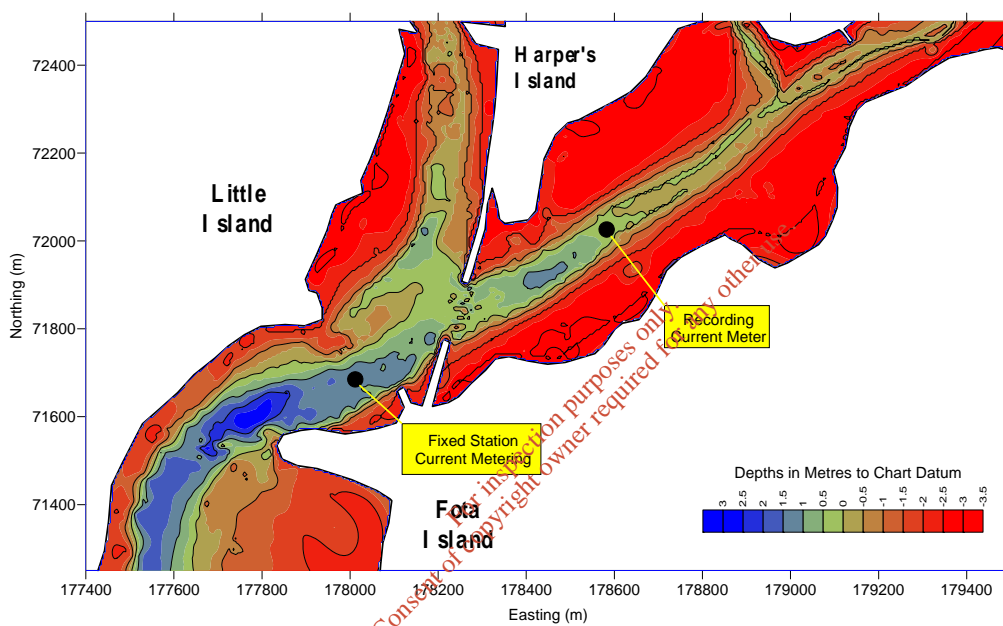 Harper's
Island
Little
Island
Recording
Current Meter
Fixed Station
Current Metering
Fota
Island
For inspection purposes only.
Consent of copyright owner required for any other use.
Depths in Metres to Chart Datum
3 2.5 2 1.5 1 0.5 0 -0.5 -1 -1.5 -2 -2.5 -3 -3.5
Northing (m)
72400
72200
72000
71800
71600
71400
177400 177600 177800 178000 178200 178400 178600 178800 179000 179200 179400
Easting (m)